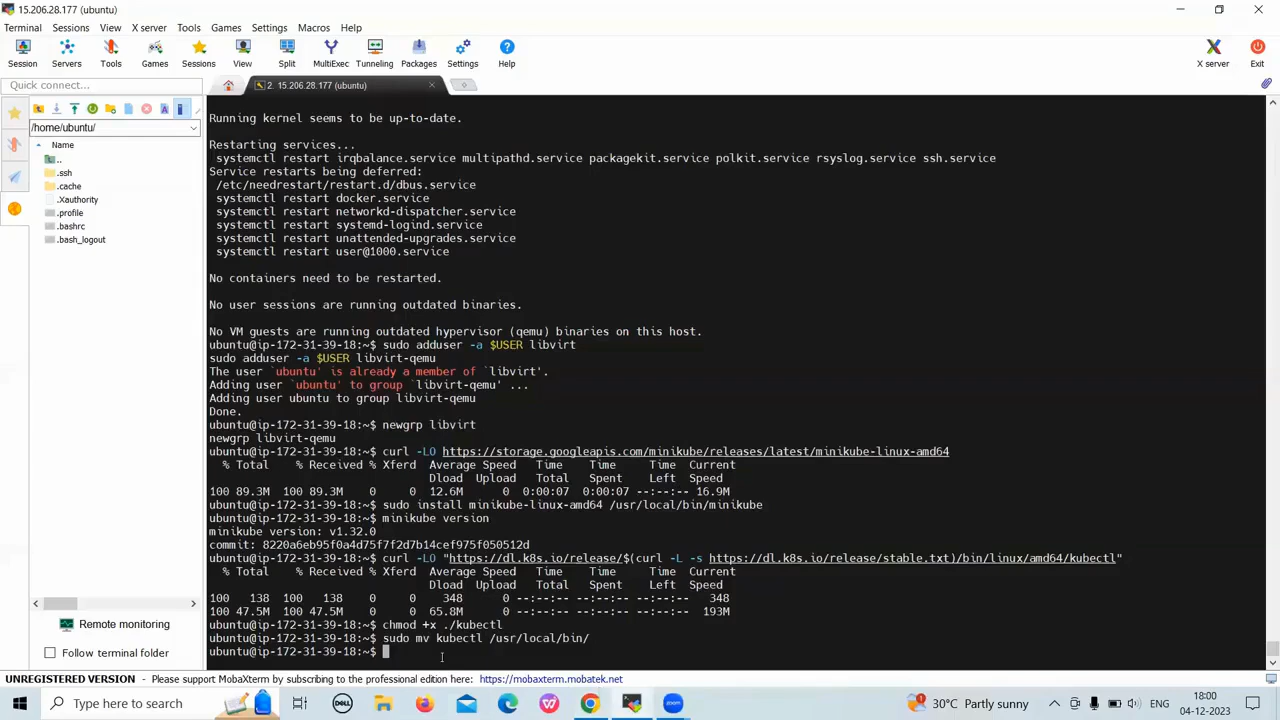 15.206.28.177 (ubuntu)
Terminal Sessions View X server Tools Games Settings Macros Help
Session Servers Tools Games Sessions View Split MultiExec Tunneling Packages Settings Help X server Exit
Quick connect...
2. 15.206.28.177 (ubuntu)
/home/ubuntu/
Name
..
.ssh
.cache
.Xauthority
.profile
.bashrc
.bash_logout
Remote monitoring
Follow terminal folder
Running kernel seems to be up-to-date.
Restarting services...
systemctl restart irqbalance.service multipathd.service packagekit.service polkit.service rsyslog.service ssh.service
Service restarts being deferred:
/etc/needrestart/restart.d/dbus.service
systemctl restart docker.service
systemctl restart networkd-dispatcher.service
systemctl restart systemd-logind.service
systemctl restart unattended-upgrades.service
systemctl restart user@1000.service
No containers need to be restarted.
No user sessions are running outdated binaries.
No VM guests are running outdated hypervisor (qemu) binaries on this host.
ubuntu@ip-172-31-39-18:~$ sudo adduser -a $USER libvirt
sudo adduser -a $USER libvirt-qemu
The user `ubuntu' is already a member of `libvirt'.
Adding user `ubuntu' to group `libvirt-qemu' ...
Adding user ubuntu to group libvirt-qemu
Done.
ubuntu@ip-172-31-39-18:~$ newgrp libvirt
newgrp libvirt-qemu
ubuntu@ip-172-31-39-18:~$ curl -LO https://storage.googleapis.com/minikube/releases/latest/minikube-linux-amd64
% Total % Received % Xferd Average Speed Time Time Time Current
Dload Upload Total Spent Left Speed
100 89.3M 100 89.3M 0 0 12.6M 0 0:00:07 0:00:07 --:--:-- 16.9M
ubuntu@ip-172-31-39-18:~$ sudo install minikube-linux-amd64 /usr/local/bin/minikube
ubuntu@ip-172-31-39-18:~$ minikube version
minikube version: v1.32.0
commit: 8220a6eb95f0a4d75f7f2d7b14cef975f050512d
ubuntu@ip-172-31-39-18:~$ curl -LO "https://dl.k8s.io/release/$(curl -L -s https://dl.k8s.io/release/stable.txt)/bin/linux/amd64/kubectl"
% Total % Received % Xferd Average Speed Time Time Time Current
Dload Upload Total Spent Left Speed
100 138 100 138 0 0 348 0 --:--:-- --:--:-- --:--:-- 348
100 47.5M 100 47.5M 0 0 65.8M 0 --:--:-- --:--:-- --:--:-- 193M
ubuntu@ip-172-31-39-18:~$ chmod +x ./kubectl
ubuntu@ip-172-31-39-18:~$ sudo mv kubectl /usr/local/bin/
ubuntu@ip-172-31-39-18:~$
UNREGISTERED VERSION - Please support MobaXterm by subscribing to the professional edition here: https://mobaxterm.mobatek.net
Type here to search
DELL
zoom
1
30°C Partly sunny
ENG
18:00
04-12-2023